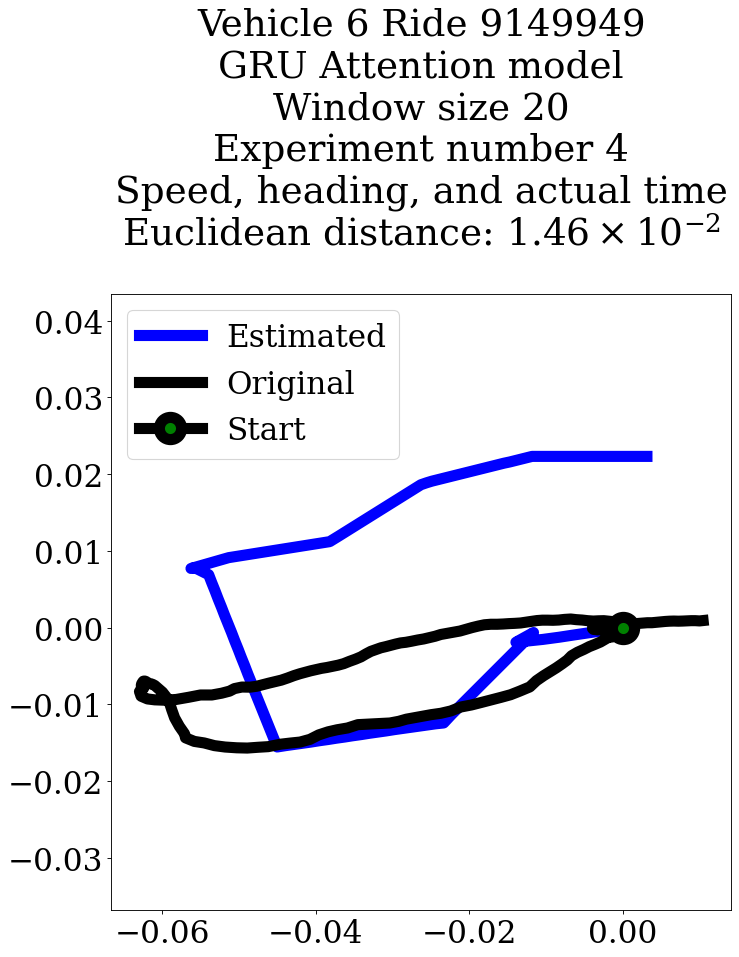 Vehicle 6 Ride 9149949
GRU Attention model
Window size 20
Experiment number 4
Speed, heading, and actual time
Euclidean distance: 1.46 × 10⁻²
Estimated
Original
Start
0.04
0.03
0.02
0.01
0.00
−0.01
−0.02
−0.03
−0.06 −0.04 −0.02 0.00